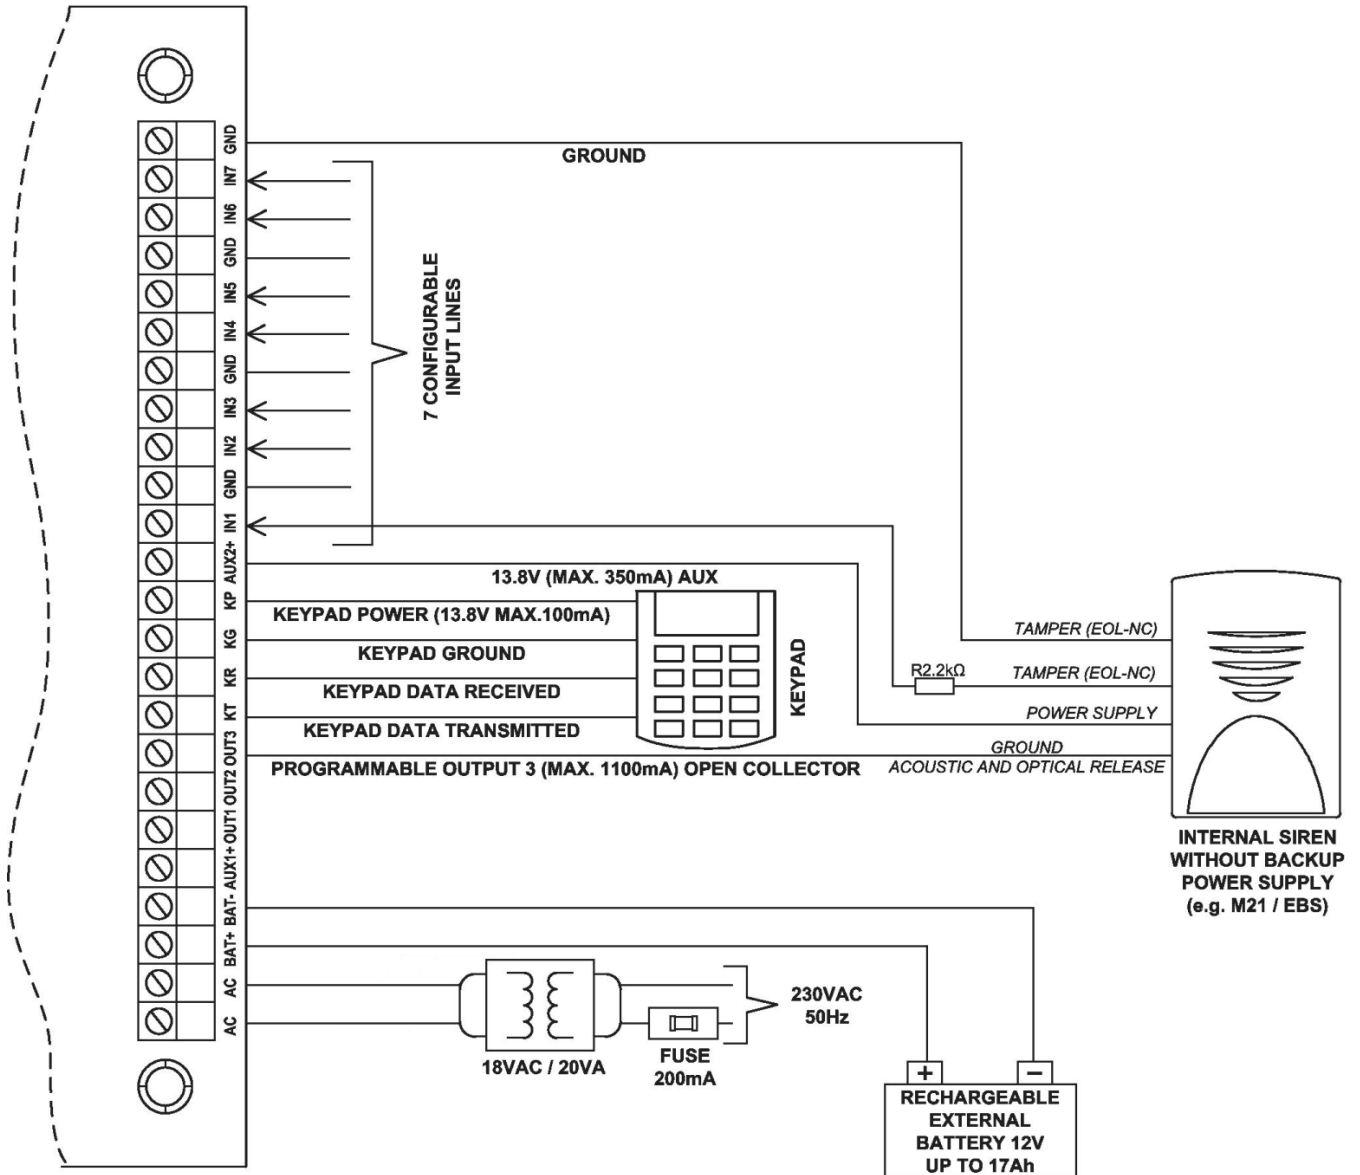 GND
GROUND
IN7
IN6
GND
IN5
IN4
GND
IN3
IN2
GND
IN1
7 CONFIGURABLE
INPUT LINES
AUX2+
13.8V (MAX. 350mA) AUX
KP
KEYPAD POWER (13.8V MAX.100mA)
KG
KEYPAD GROUND
KR
KEYPAD DATA RECEIVED
KT
KEYPAD DATA TRANSMITTED
KEYPAD
OUT3
PROGRAMMABLE OUTPUT 3 (MAX. 1100mA) OPEN COLLECTOR
TAMPER (EOL-NC)
R2.2kΩ
TAMPER (EOL-NC)
POWER SUPPLY
GROUND
ACOUSTIC AND OPTICAL RELEASE
INTERNAL SIREN
WITHOUT BACKUP
POWER SUPPLY
(e.g. M21 / EBS)
OUT2
OUT1
AUX1+
BAT-
BAT+
AC
AC
18VAC / 20VA
FUSE
200mA
230VAC
50Hz
+
−
RECHARGEABLE
EXTERNAL
BATTERY 12V
UP TO 17Ah